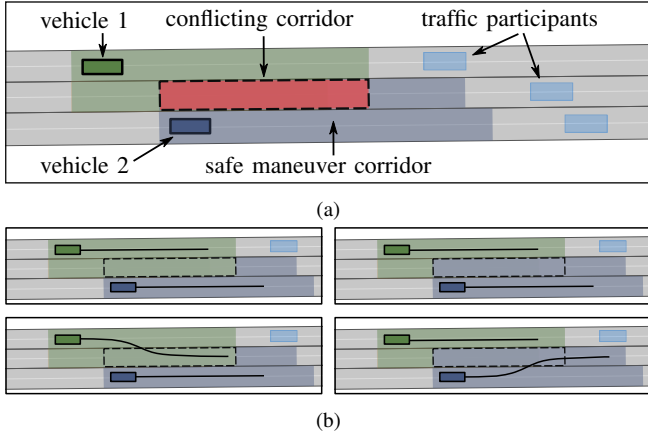 vehicle 1
conflicting corridor
traffic participants
vehicle 2
safe maneuver corridor
(a)
(b)